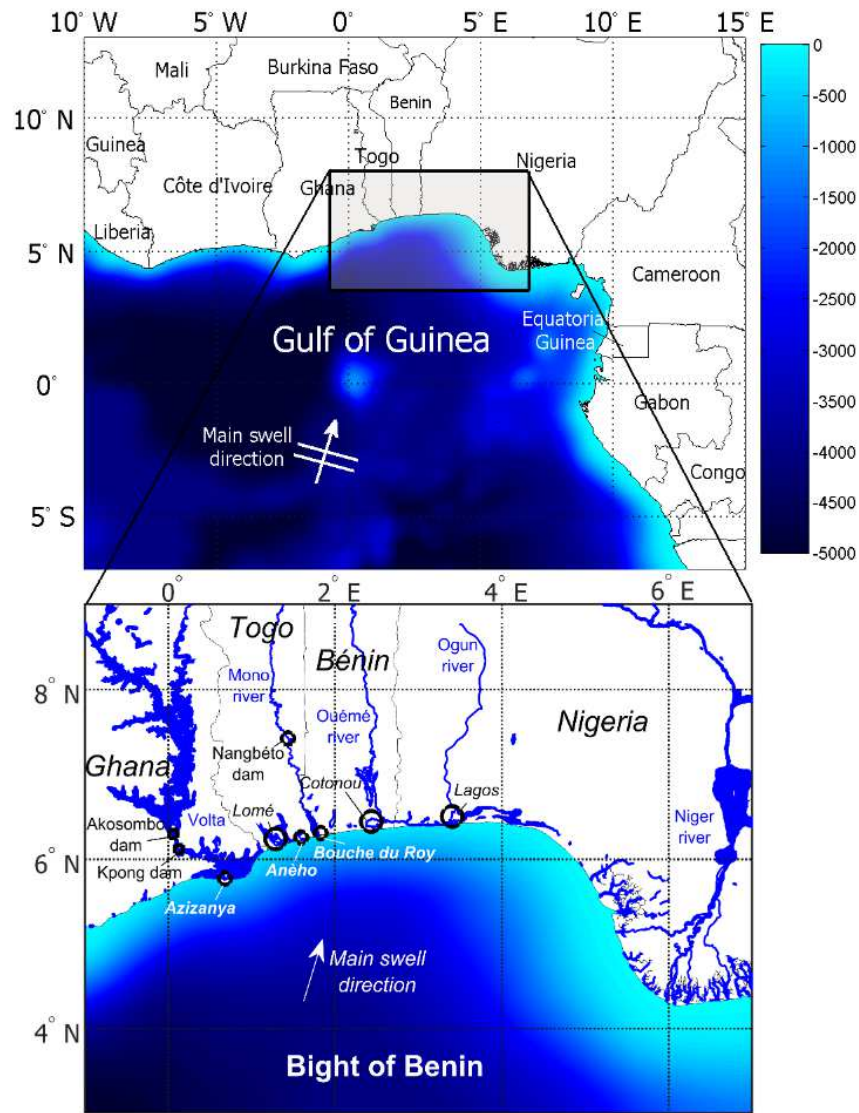 10° W
5° W
0°
5° E
10° E
15° E
Mali
Burkina Faso
Benin
10° N
Guinea
Togo
Nigeria
Côte d'Ivoire
Ghana
Liberia
5° N
Cameroon
Equatoria
Guinea
Gulf of Guinea
0°
Gabon
Main swell
direction
Congo
5° S
0
-500
-1000
-1500
-2000
-2500
-3000
-3500
-4000
-4500
-5000
0°
2° E
4° E
6° E
Togo
Bénin
Ogun
river
Mono
river
8° N
Ouémé
river
Nigeria
Nangbéto
dam
Ghana
Cotonou
Lagos
Lomé
Volta
Akosombo
dam
Niger
river
6° N
Bouche du Roy
Kpong dam
Anèho
Azizanya
Main swell
direction
4° N
Bight of Benin